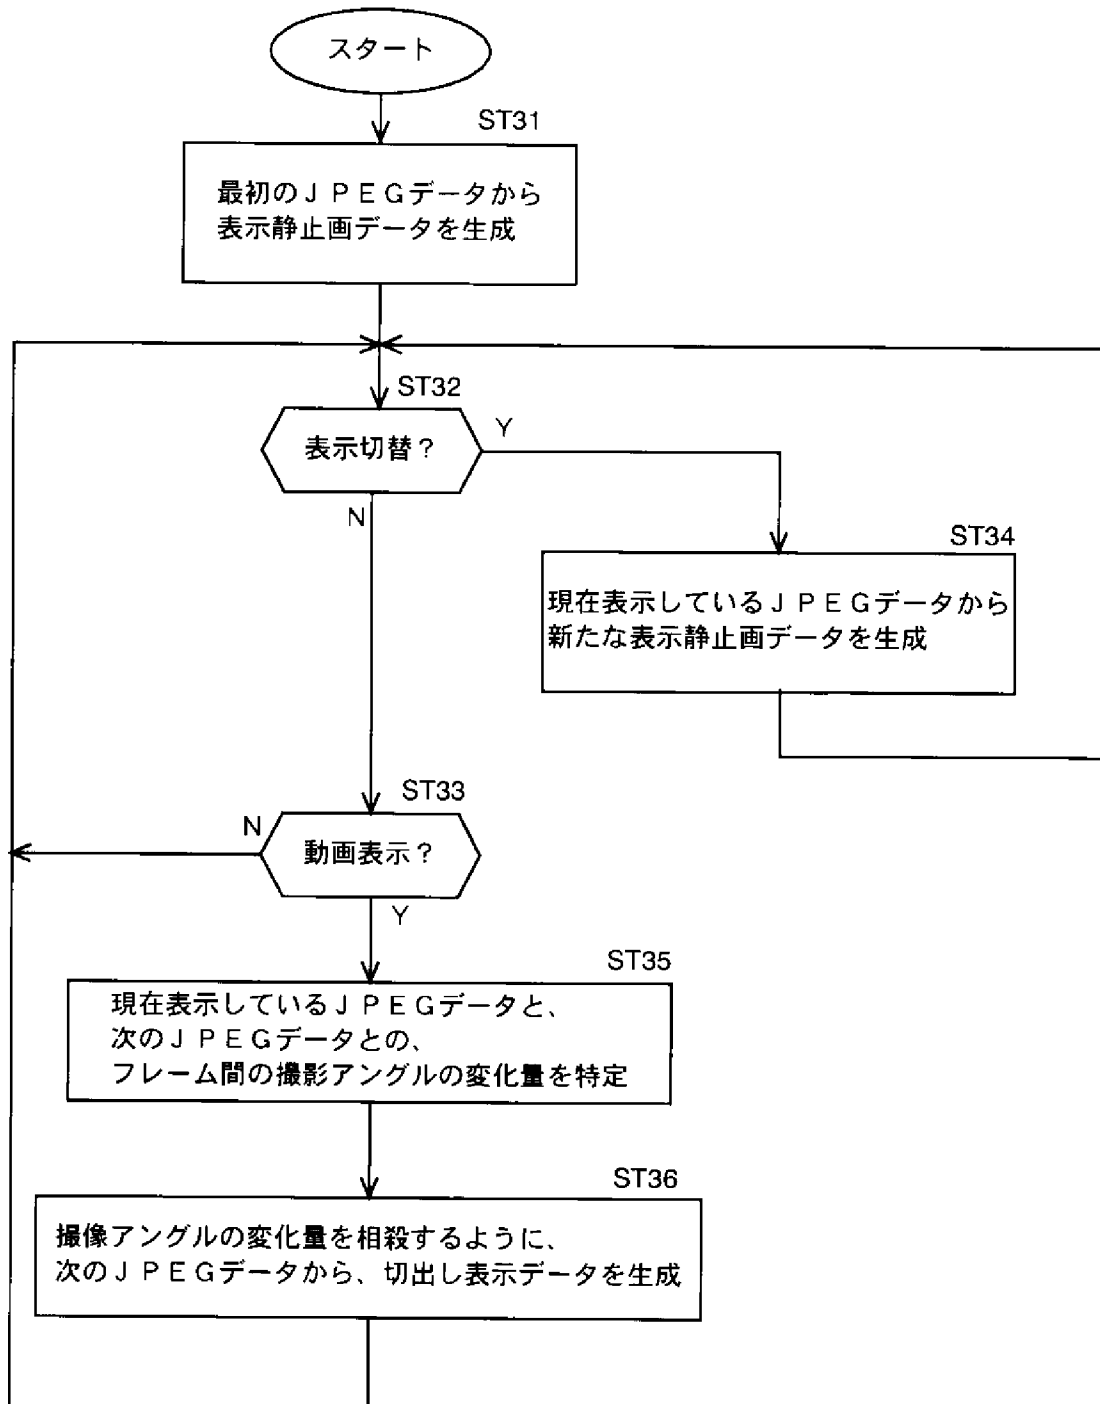 スタート
ST31
最初のＪＰＥＧデータから
表示静止画データを生成
ST32
表示切替？
Y
N
ST34
現在表示しているＪＰＥＧデータから
新たな表示静止画データを生成
ST33
N
動画表示？
Y
ST35
現在表示しているＪＰＥＧデータと、
次のＪＰＥＧデータとの、
フレーム間の撮影アングルの変化量を特定
ST36
撮像アングルの変化量を相殺するように、
次のＪＰＥＧデータから、切出し表示データを生成